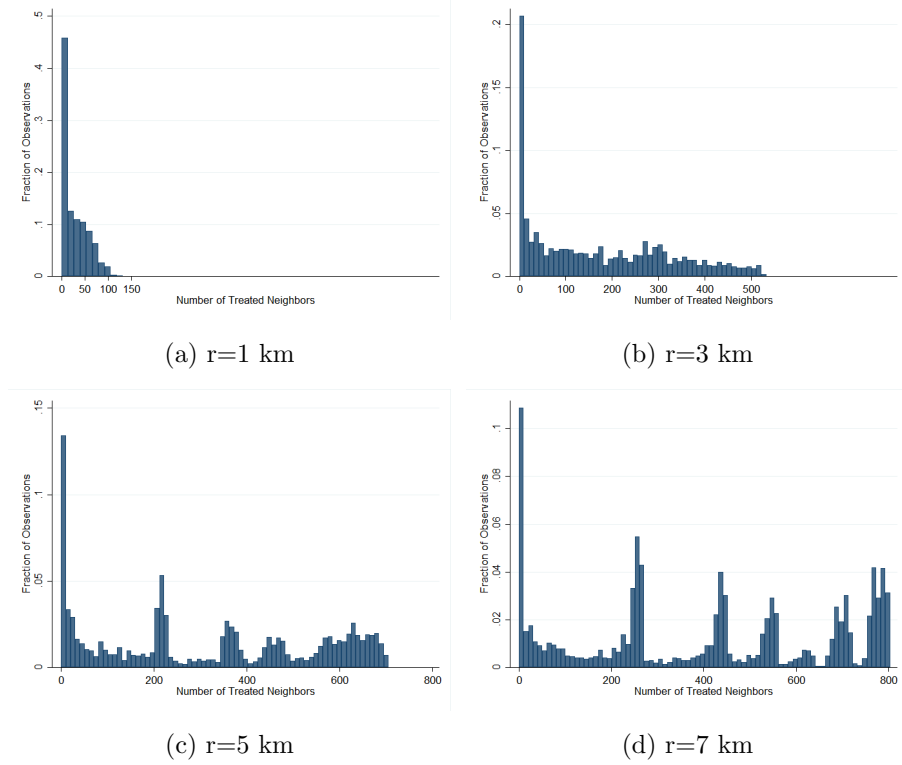 .5
.4
.3
.2
.1
0
Fraction of Observations
0 50 100 150
Number of Treated Neighbors
(a) r=1 km
.2
.15
.1
.05
0
Fraction of Observations
0 100 200 300 400 500
Number of Treated Neighbors
(b) r=3 km
.15
.1
.05
0
Fraction of Observations
0 200 400 600 800
Number of Treated Neighbors
(c) r=5 km
.1
.08
.06
.04
.02
0
Fraction of Observations
0 200 400 600 800
Number of Treated Neighbors
(d) r=7 km